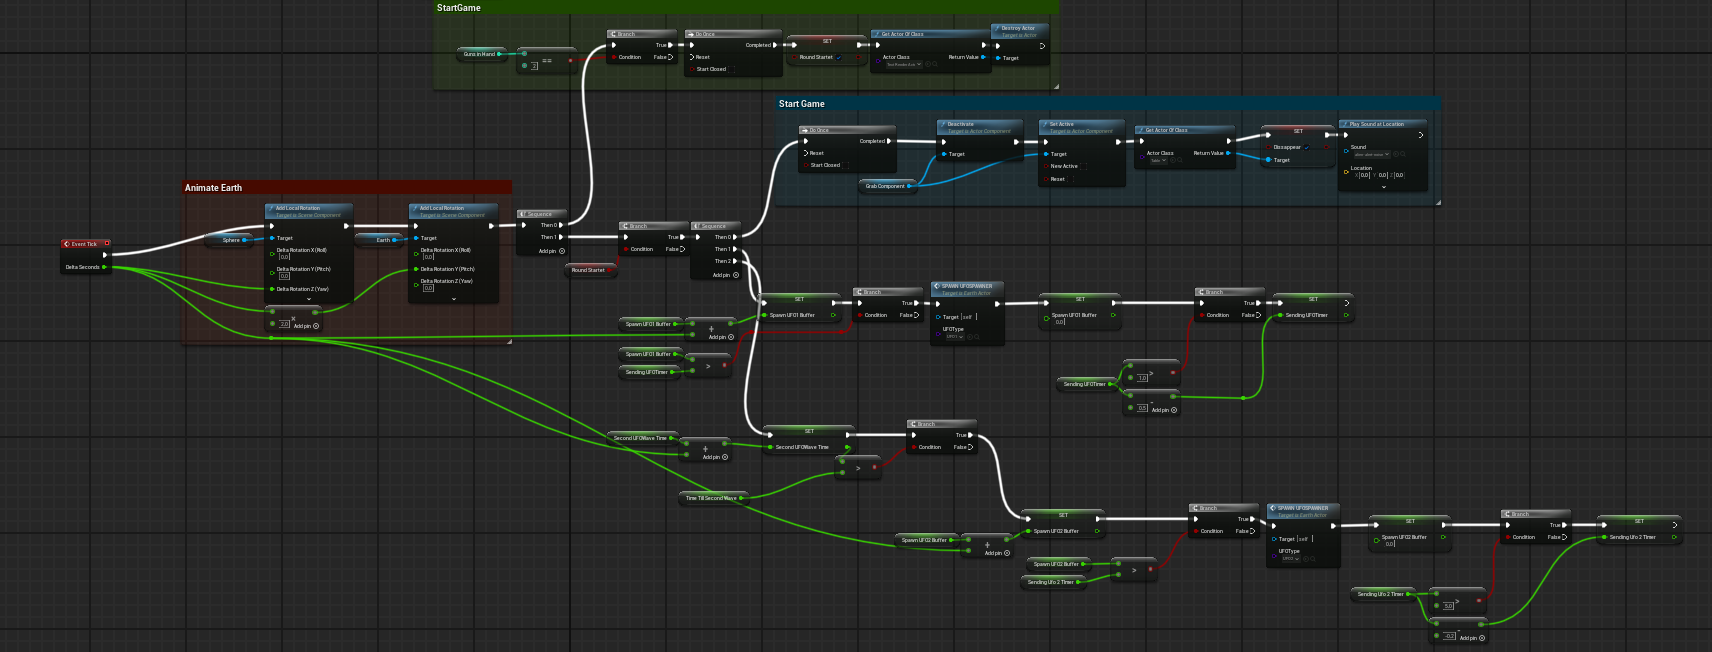 StartGame
Guns in Hand
==
2
Branch
True
Condition
False
Do Once
Completed
Reset
Start Closed
SET
Round Startet
Get Actor Of Class
Actor Class
Return Value
Destroy Actor
Target is Actor
Target
Start Game
Do Once
Completed
Reset
Start Closed
Grab Component
Deactivate
Target is Actor Component
Target
Set Active
Target is Actor Component
Target
New Active
Reset
Get Actor Of Class
Actor Class
Return Value
SET
Dissappear
Target
Play Sound at Location
Sound
Location
X 0,0 Y 0,0 Z 0,0
Animate Earth
Event Tick
Delta Seconds
Sphere
Add Local Rotation
Target is Scene Component
Target
Delta Rotation X (Roll)
0,0
Delta Rotation Y (Pitch)
0,0
Delta Rotation Z (Yaw)
2,0
Add pin
Earth
Add Local Rotation
Target is Scene Component
Target
Delta Rotation X (Roll)
0,0
Delta Rotation Y (Pitch)
Delta Rotation Z (Yaw)
0,0
Sequence
Then 0
Then 1
Add pin
Branch
True
Condition
False
Round Startet
Sequence
Then 0
Then 1
Then 2
Add pin
Spawn UFO1 Buffer
+
Add pin
Spawn UFO1 Buffer
Sending UFOTimer
>
SET
Spawn UFO1 Buffer
Branch
True
Condition
False
SPAWN UFOSPAWNER
Target is Earth Actor
Target self
UFOType
UFO1
SET
Spawn UFO1 Buffer
0,0
Branch
True
Condition
False
SET
Sending UFOTimer
Sending UFOTimer
>
1,0
-
0,5
Add pin
Second UFOWave Time
+
Add pin
SET
Second UFOWave Time
>
Time Till Second Wave
Branch
True
Condition
False
Spawn UFO2 Buffer
+
Add pin
SET
Spawn UFO2 Buffer
Spawn UFO2 Buffer
Sending Ufo 2 Timer
>
Branch
True
Condition
False
SPAWN UFOSPAWNER
Target is Earth Actor
Target self
UFOType
UFO2
SET
Spawn UFO2 Buffer
0,0
Branch
True
Condition
False
SET
Sending Ufo 2 Timer
Sending Ufo 2 Timer
>
5,0
-
-0,2
Add pin